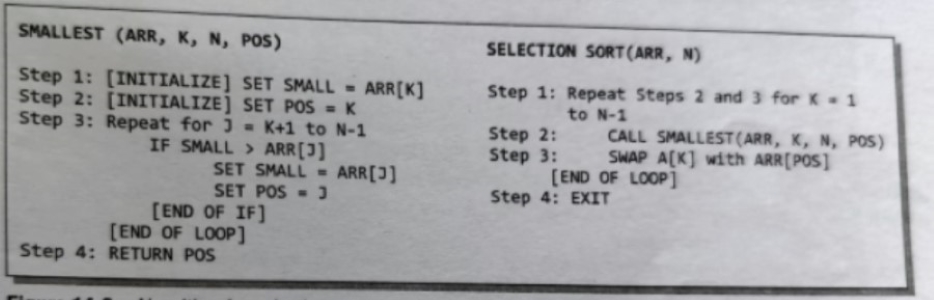 SMALLEST (ARR, K, N, POS)
Step 1: [INITIALIZE] SET SMALL = ARR[K]
Step 2: [INITIALIZE] SET POS = K
Step 3: Repeat for J = K+1 to N-1
IF SMALL > ARR[J]
SET SMALL = ARR[J]
SET POS = J
[END OF IF]
[END OF LOOP]
Step 4: RETURN POS
SELECTION SORT(ARR, N)
Step 1: Repeat Steps 2 and 3 for K = 1
to N-1
Step 2: CALL SMALLEST(ARR, K, N, POS)
Step 3: SWAP A[K] with ARR[POS]
[END OF LOOP]
Step 4: EXIT